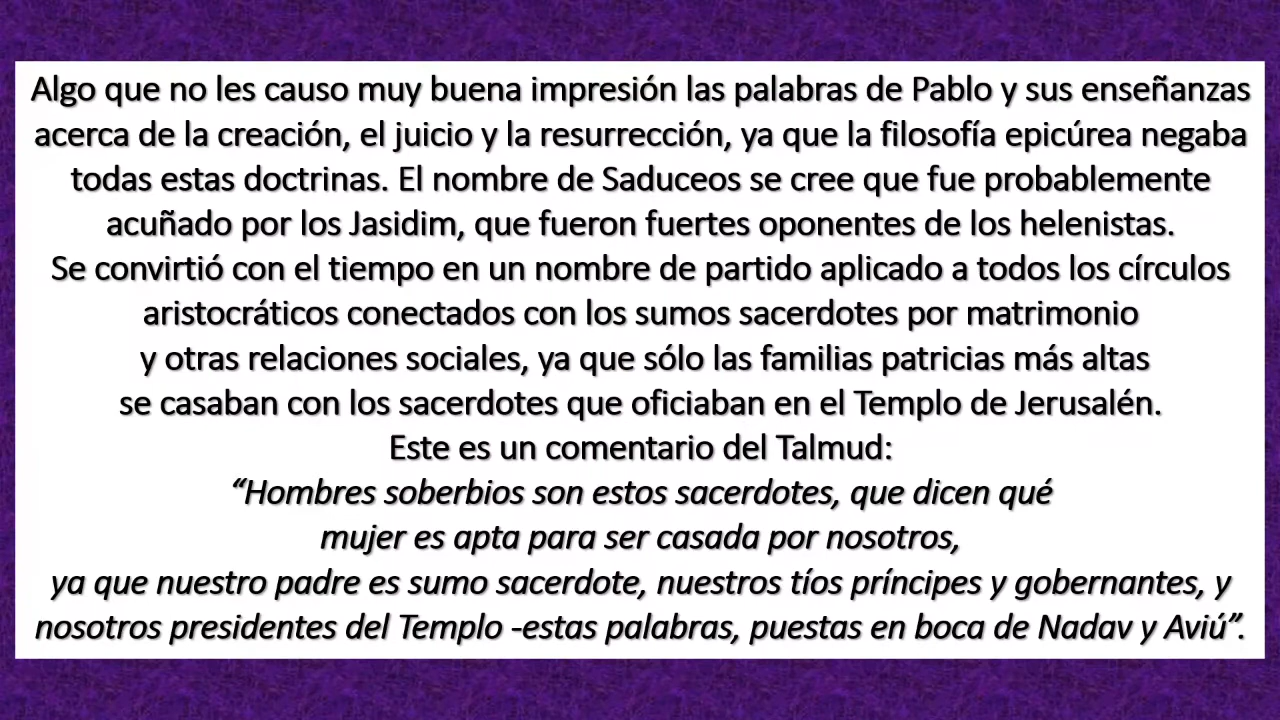 Algo que no les causo muy buena impresión las palabras de Pablo y sus enseñanzas
acerca de la creación, el juicio y la resurrección, ya que la filosofía epicúrea negaba
todas estas doctrinas. El nombre de Saduceos se cree que fue probablemente
acuñado por los Jasidim, que fueron fuertes oponentes de los helenistas.
Se convirtió con el tiempo en un nombre de partido aplicado a todos los círculos
aristocráticos conectados con los sumos sacerdotes por matrimonio
y otras relaciones sociales, ya que sólo las familias patricias más altas
se casaban con los sacerdotes que oficiaban en el Templo de Jerusalén.
Este es un comentario del Talmud:
“Hombres soberbios son estos sacerdotes, que dicen qué
mujer es apta para ser casada por nosotros,
ya que nuestro padre es sumo sacerdote, nuestros tíos príncipes y gobernantes, y
nosotros presidentes del Templo -estas palabras, puestas en boca de Nadav y Aviú”.